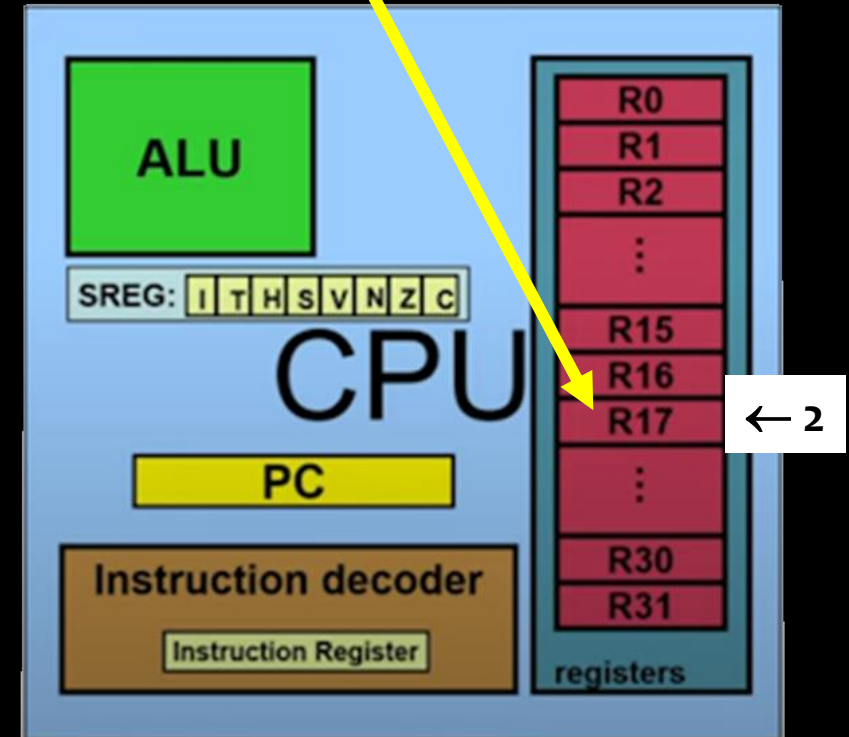 ALU
SREG: I T H S V N Z C
CPU
PC
Instruction decoder
Instruction Register
R0
R1
R2
⋮
R15
R16
R17
← 2
⋮
R30
R31
registers